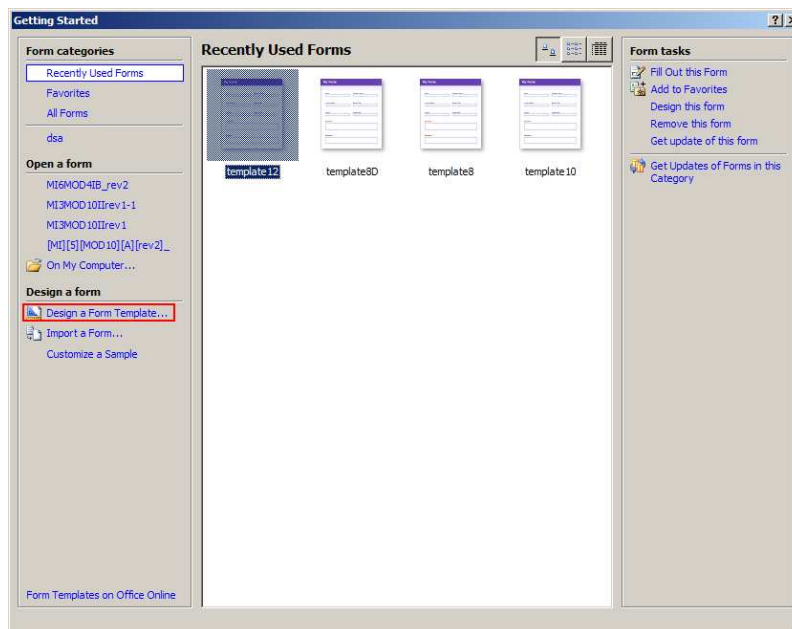 Getting Started
Form categories
Recently Used Forms
Favorites
All Forms
dsa
Open a form
MI6MOD4IB_rev2
MI3MOD10IIrev1-1
MI3MOD10IIrev1
[MI][5][MOD10][A][rev2]_
On My Computer...
Design a form
Design a Form Template...
Import a Form...
Customize a Sample
Form Templates on Office Online
Recently Used Forms
template12
template8D
template8
template10
Form tasks
Fill Out this Form
Add to Favorites
Design this form
Remove this form
Get update of this form
Get Updates of Forms in this
Category